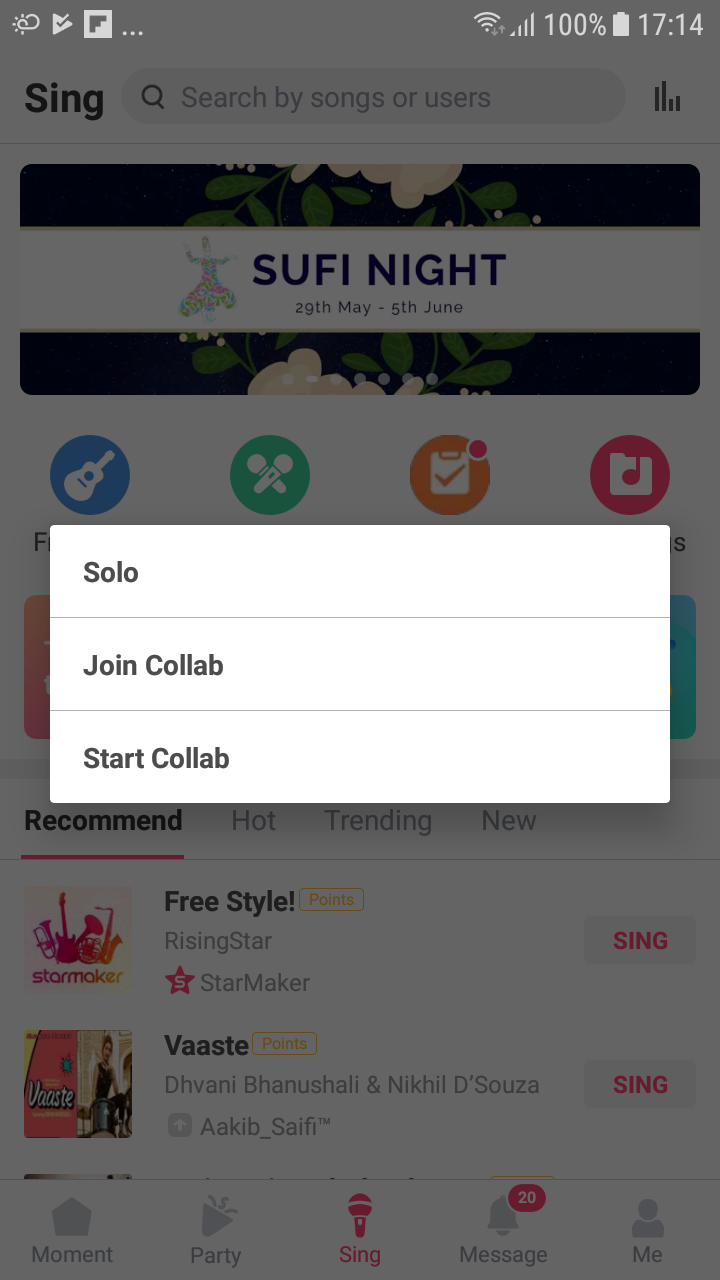 ... 100% 17:14
Sing Search by songs or users
SUFI NIGHT
29th May - 5th June
Solo
Join Collab
Start Collab
Recommend Hot Trending New
Free Style! Points
RisingStar
StarMaker
SING
starmaker
Vaaste Points
Dhvani Bhanushali & Nikhil D’Souza
Aakib_Saifi™
SING
Vaaste
20
Moment Party Sing Message Me